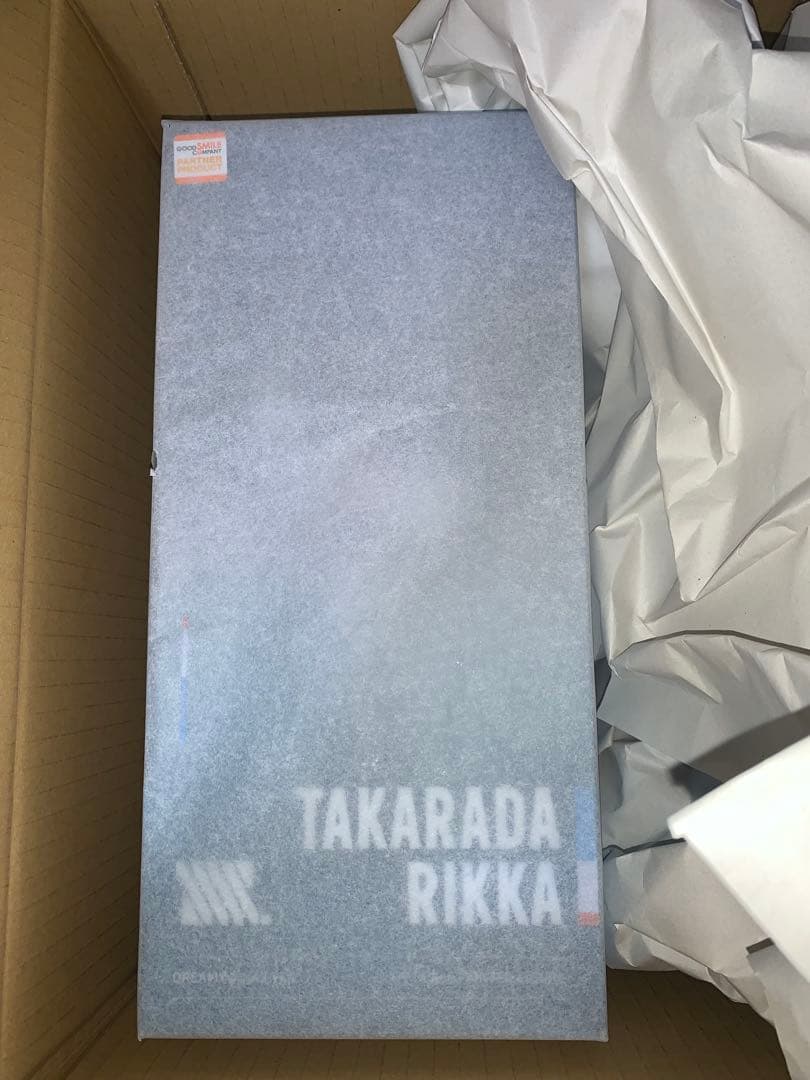 GOOD SMILE
COMPANY
PARTNER
PRODUCT
TAKARADA
RIKKA